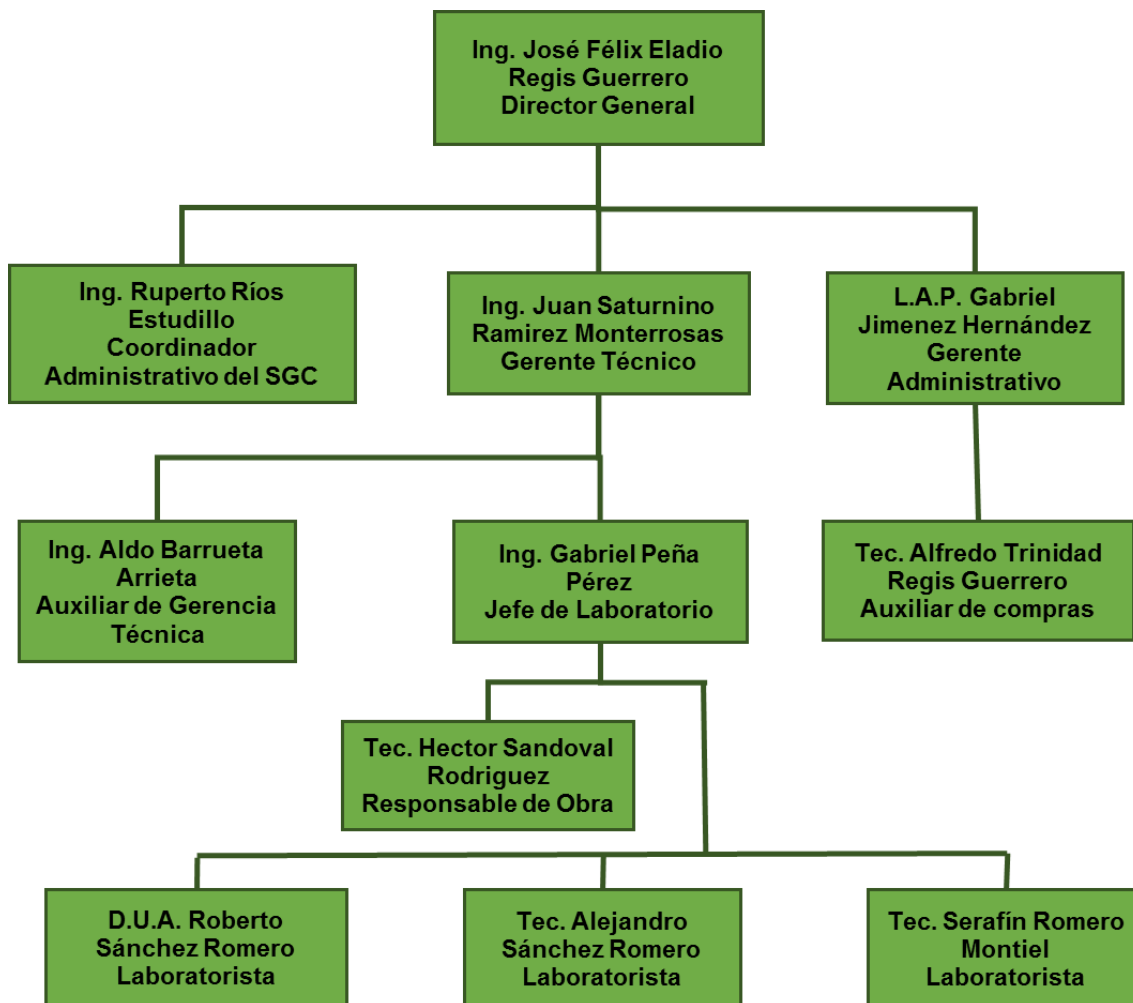 Ing. José Félix Eladio
Regis Guerrero
Director General
Ing. Ruperto Ríos
Estudillo
Coordinador
Administrativo del SGC
Ing. Juan Saturnino
Ramirez Monterrosas
Gerente Técnico
L.A.P. Gabriel
Jimenez Hernández
Gerente
Administrativo
Ing. Aldo Barrueta
Arrieta
Auxiliar de Gerencia
Técnica
Ing. Gabriel Peña
Pérez
Jefe de Laboratorio
Tec. Alfredo Trinidad
Regis Guerrero
Auxiliar de compras
Tec. Hector Sandoval
Rodriguez
Responsable de Obra
D.U.A. Roberto
Sánchez Romero
Laboratorista
Tec. Alejandro
Sánchez Romero
Laboratorista
Tec. Serafín Romero
Montiel
Laboratorista